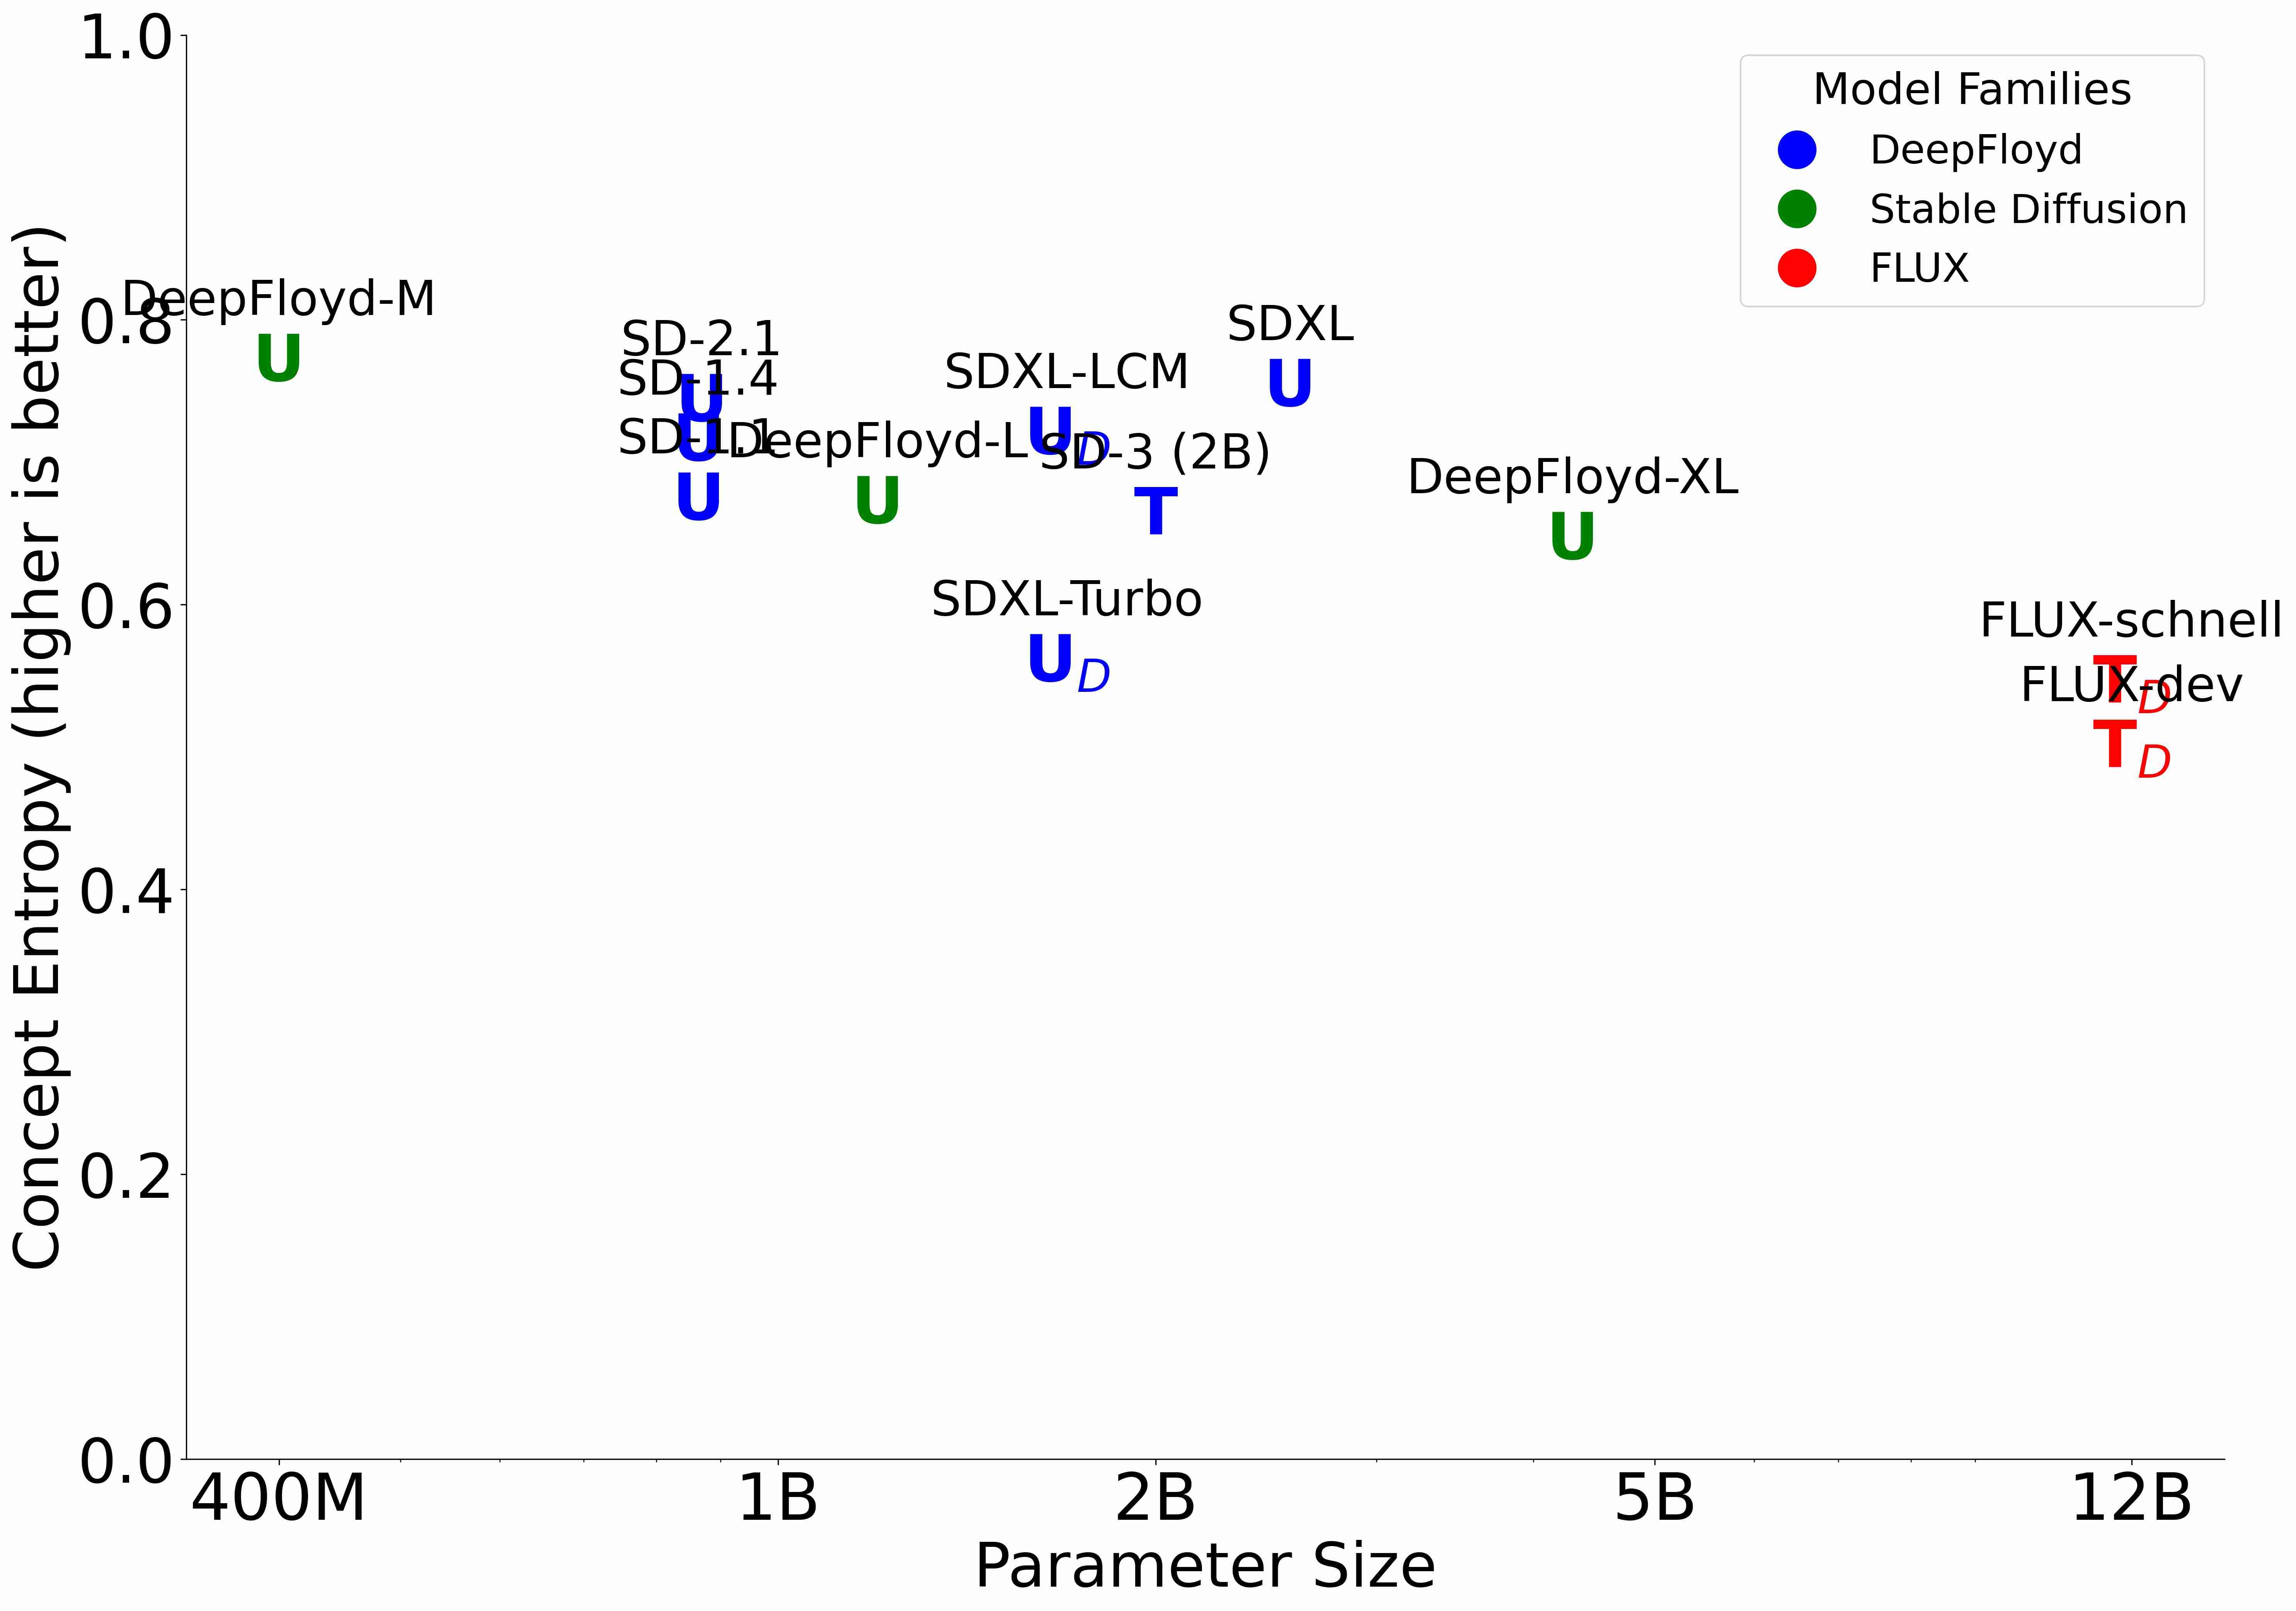 1.0
0.8
0.6
0.4
0.2
0.0
Concept Entropy (higher is better)
Model Families
DeepFloyd
Stable Diffusion
FLUX
DeepFloyd-M
U
SD-2.1
U
SD-1.4
U
SD-1.1
U
DeepFloyd-L
U
SDXL-LCM
U D
SDXL
U
SD-3 (2B)
T
DeepFloyd-XL
U
SDXL-Turbo
U D
FLUX-schnell
T D
FLUX-dev
T D
400M
1B
2B
5B
12B
Parameter Size